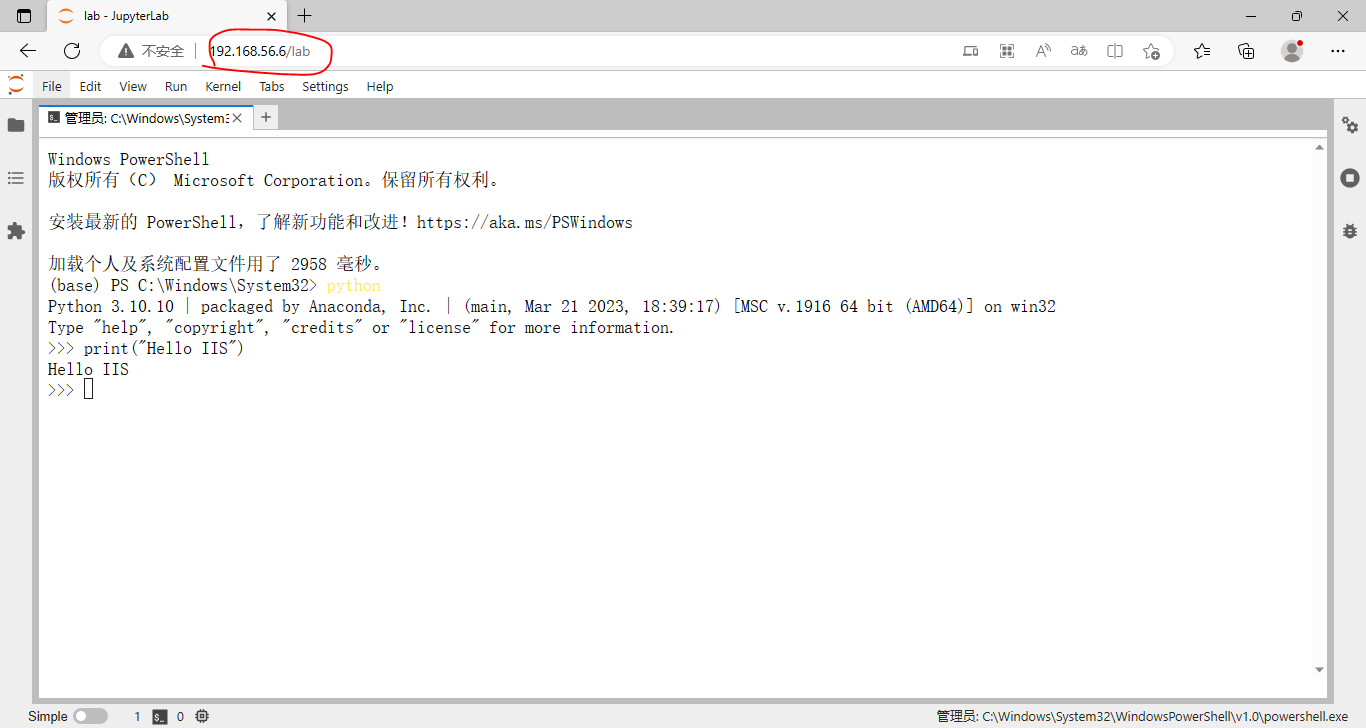 lab - JupyterLab
不安全 192.168.56.6/lab
File Edit View Run Kernel Tabs Settings Help
管理员: C:\Windows\System3
Windows PowerShell
版权所有（C） Microsoft Corporation。保留所有权利。
安装最新的 PowerShell，了解新功能和改进！https://aka.ms/PSWindows
加载个人及系统配置文件用了 2958 毫秒。
(base) PS C:\Windows\System32> python
Python 3.10.10 | packaged by Anaconda, Inc. | (main, Mar 21 2023, 18:39:17) [MSC v.1916 64 bit (AMD64)] on win32
Type "help", "copyright", "credits" or "license" for more information.
>>> print("Hello IIS")
Hello IIS
>>>
Simple 1 0 管理员: C:\Windows\System32\WindowsPowerShell\v1.0\powershell.exe